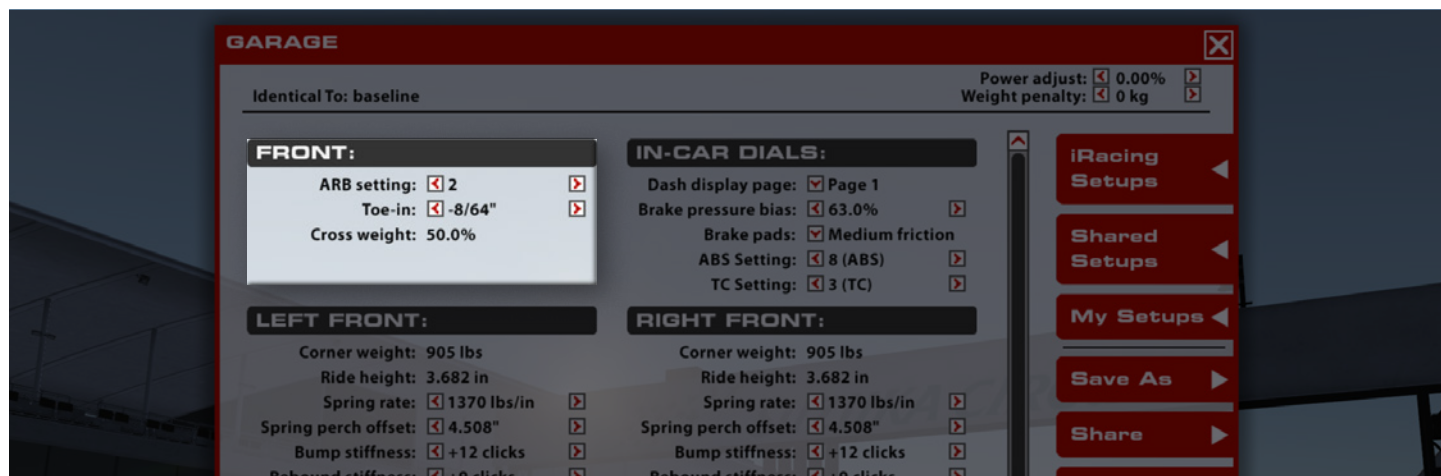 GARAGE
Power adjust: 0.00%
Identical To: baseline
Weight penalty: 0 kg
FRONT:
ARB setting: 2
Toe-in: -8/64"
Cross weight: 50.0%
IN-CAR DIALS:
Dash display page: Page 1
Brake pressure bias: 63.0%
Brake pads: Medium friction
ABS Setting: 8 (ABS)
TC Setting: 3 (TC)
LEFT FRONT:
Corner weight: 905 lbs
Ride height: 3.682 in
Spring rate: 1370 lbs/in
Spring perch offset: 4.508"
Bump stiffness: +12 clicks
RIGHT FRONT:
Corner weight: 905 lbs
Ride height: 3.682 in
Spring rate: 1370 lbs/in
Spring perch offset: 4.508"
Bump stiffness: +12 clicks
iRacing
Setups
Shared
Setups
My Setups
Save As
Share